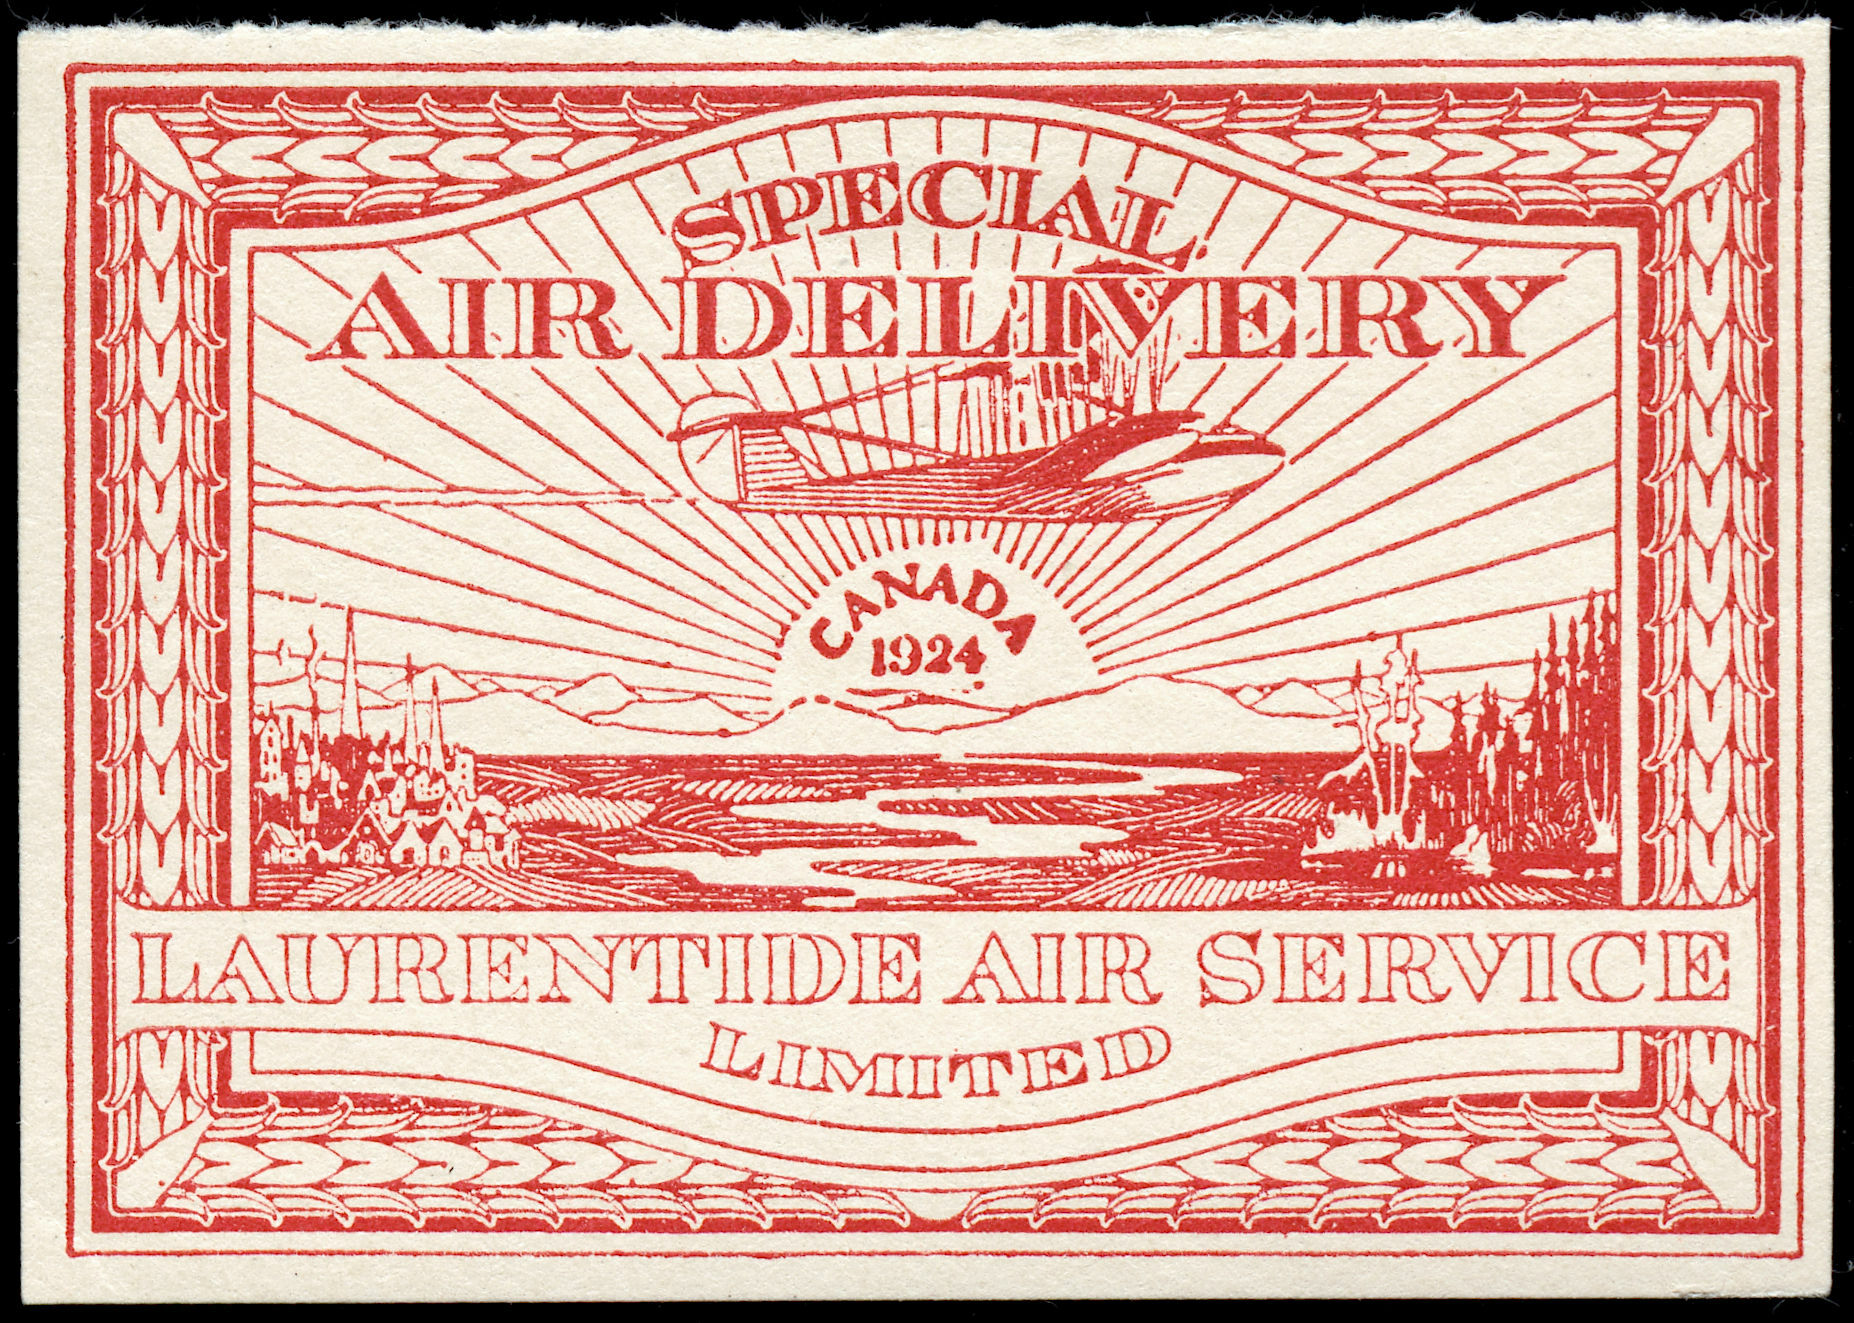 SPECIAL
AIR DELIVERY
CANADA
1924
LAURENTIDE AIR SERVICE
LIMITED